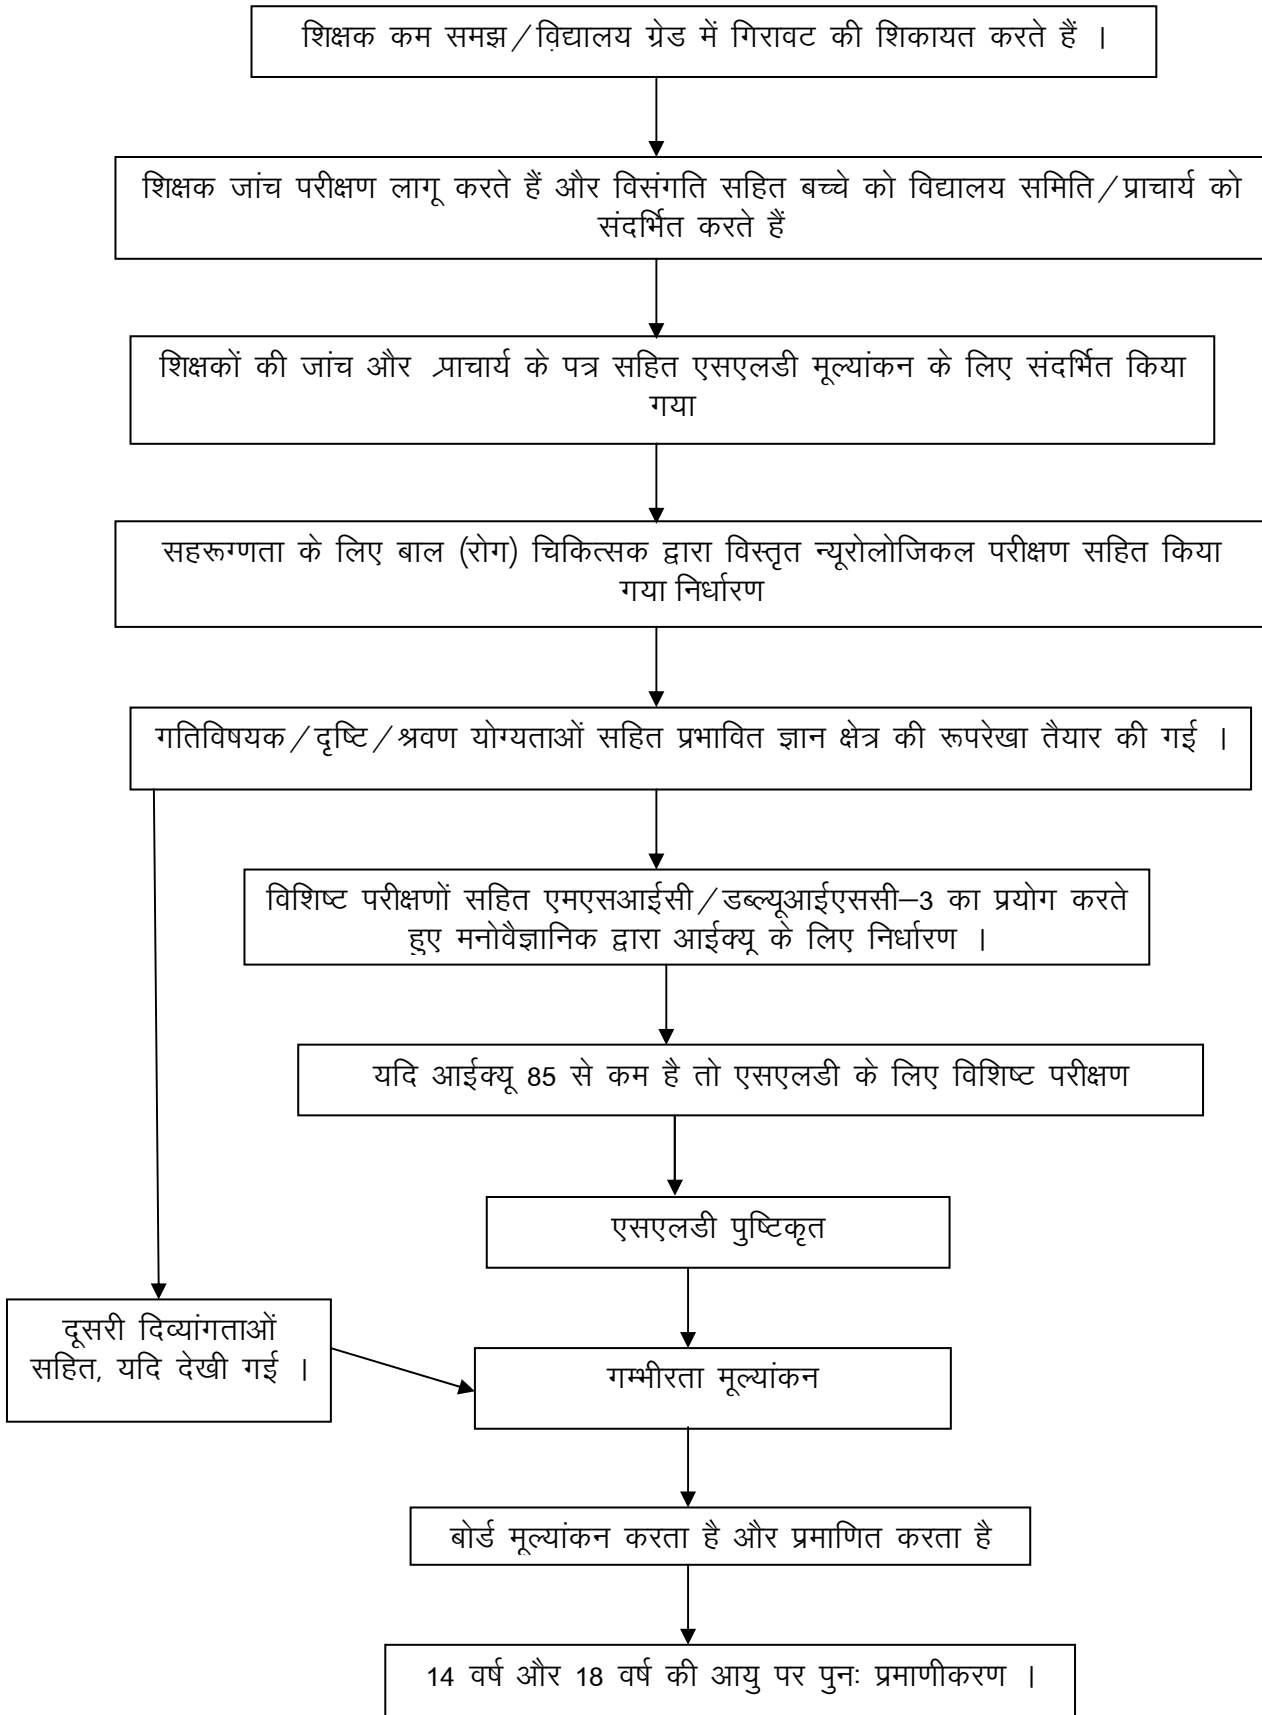 शिक्षक कम समझ/विद्यालय ग्रेड में गिरावट की शिकायत करते हैं ।
शिक्षक जांच परीक्षण लागू करते हैं और विसंगति सहित बच्चे को विद्यालय समिति/प्राचार्य को
संदर्भित करते हैं
शिक्षकों की जांच और प्राचार्य के पत्र सहित एसएलडी मूल्यांकन के लिए संदर्भित किया
गया
सहरूग्णता के लिए बाल (रोग) चिकित्सक द्वारा विस्तृत न्यूरोलोजिकल परीक्षण सहित किया
गया निर्धारण
गतिविषयक/दृष्टि/श्रवण योग्यताओं सहित प्रभावित ज्ञान क्षेत्र की रूपरेखा तैयार की गई ।
विशिष्ट परीक्षणों सहित एमएसआईसी/डब्ल्यूआईएससी–3 का प्रयोग करते
हुए मनोवैज्ञानिक द्वारा आईक्यू के लिए निर्धारण ।
यदि आईक्यू 85 से कम है तो एसएलडी के लिए विशिष्ट परीक्षण
एसएलडी पुष्टिकृत
दूसरी दिव्यांगताओं
सहित, यदि देखी गई ।
गम्भीरता मूल्यांकन
बोर्ड मूल्यांकन करता है और प्रमाणित करता है
14 वर्ष और 18 वर्ष की आयु पर पुनः प्रमाणीकरण ।